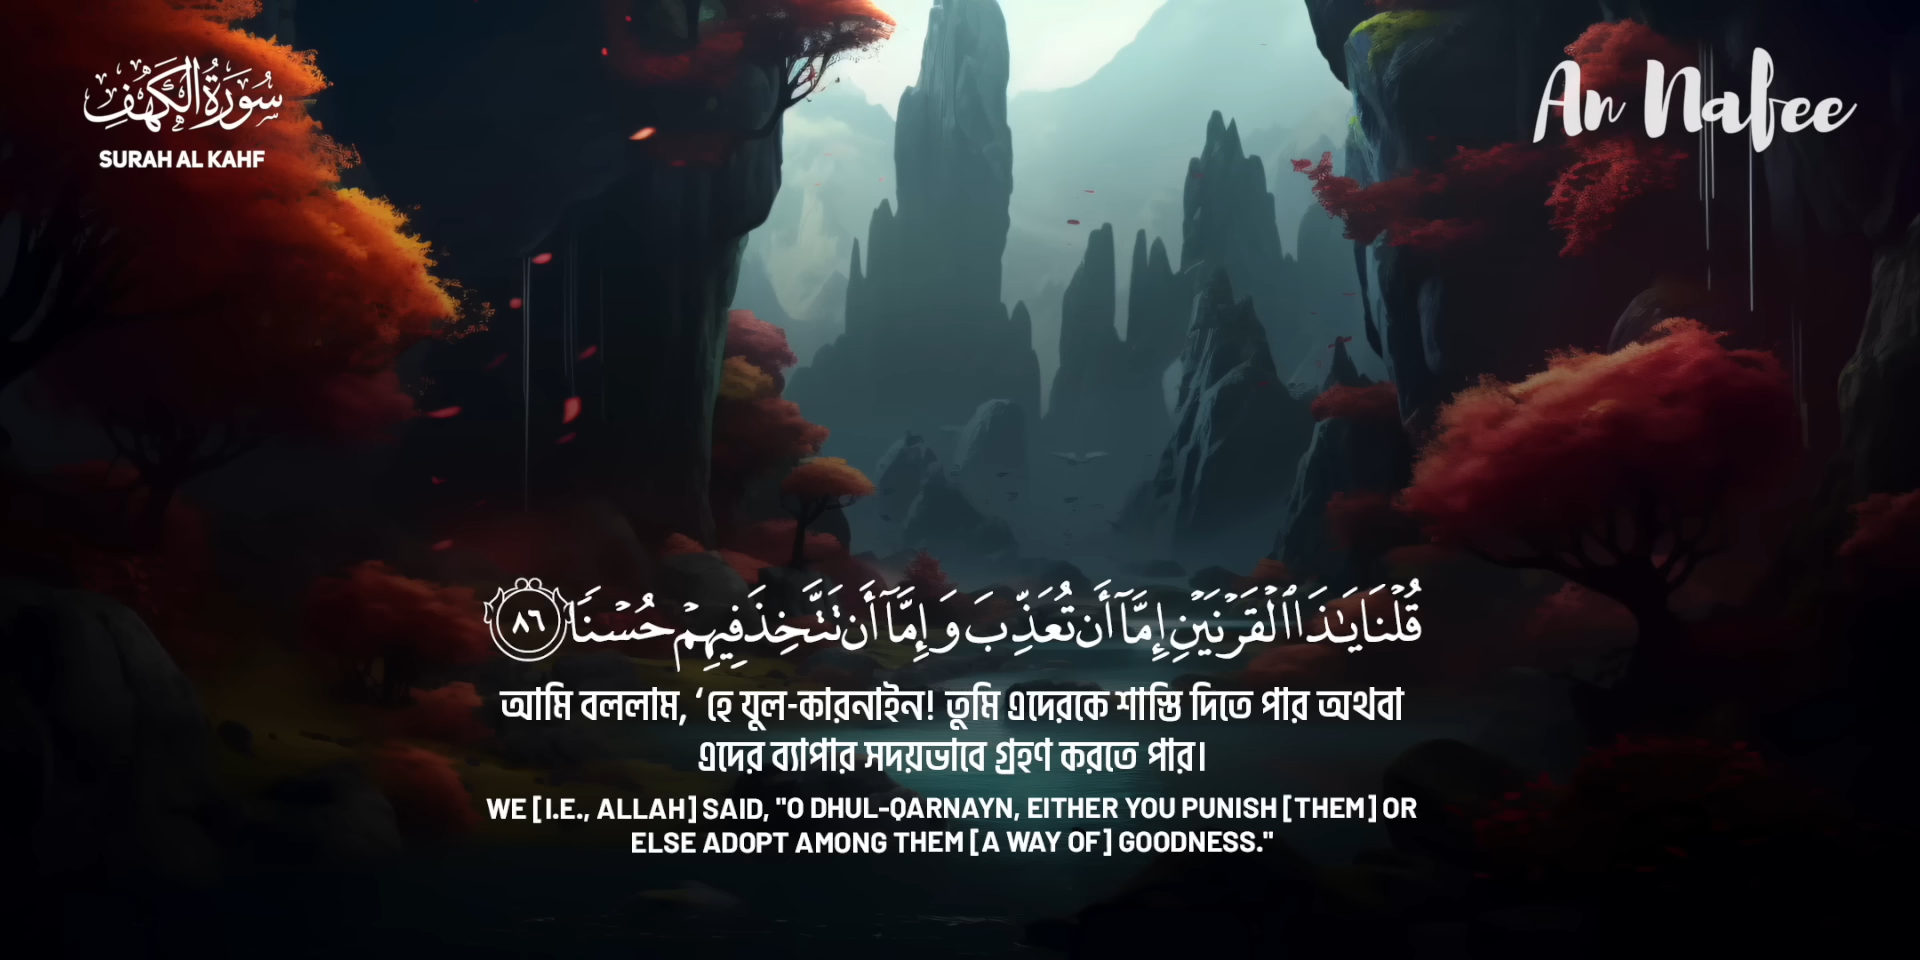 سُورَةُ الْكَهْفِ
SURAH AL KAHF
An Nafee
قُلْنَا يَٰذَا ٱلْقَرْنَيْنِ إِمَّآ أَن تُعَذِّبَ وَإِمَّآ أَن تَتَّخِذَ فِيهِمْ حُسْنًا ٨٦
আমি বললাম, ‘হে যুল-কারনাইন! তুমি এদেরকে শাস্তি দিতে পার অথবা
এদের ব্যাপার সদয়ভাবে গ্রহণ করতে পার।
WE [I.E., ALLAH] SAID, "O DHUL-QARNAYN, EITHER YOU PUNISH [THEM] OR
ELSE ADOPT AMONG THEM [A WAY OF] GOODNESS."